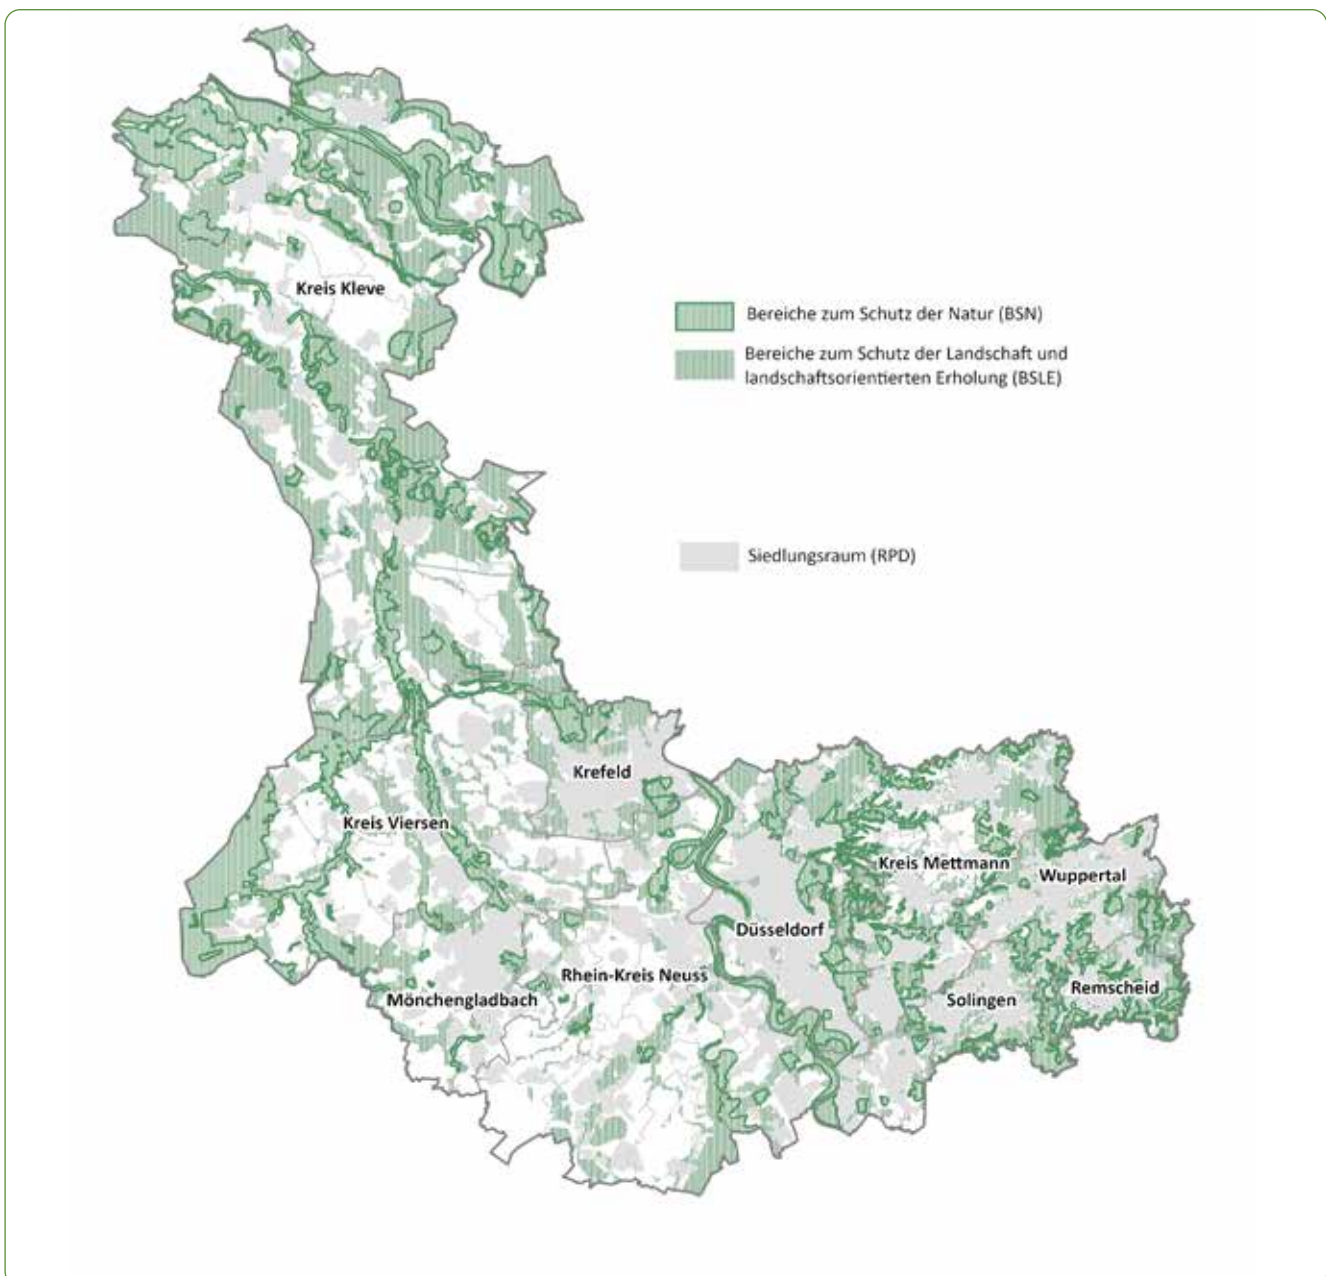 Kreis Kleve
Bereiche zum Schutz der Natur (BSN)
Bereiche zum Schutz der Landschaft und
landschaftsorientierten Erholung (BSLE)
Siedlungsraum (RPD)
Krefeld
Kreis Viersen
Kreis Mettmann
Wuppertal
Düsseldorf
Rhein-Kreis Neuss
Mönchengladbach
Solingen
Remscheid